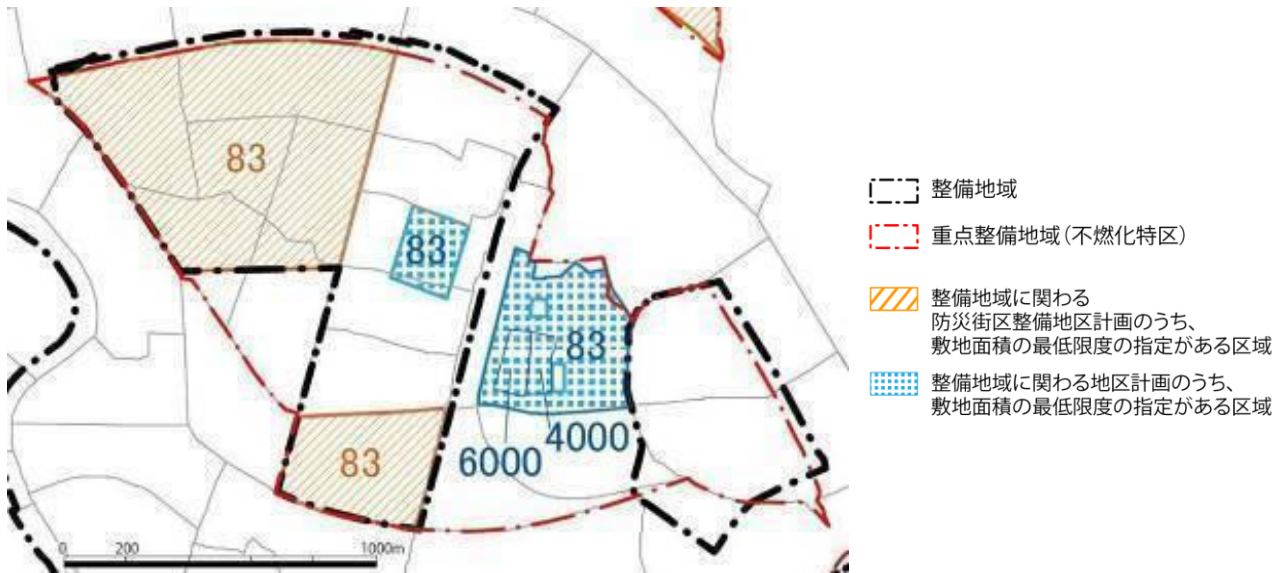 83
83
83
83
6000
4000
0 200 1000m
整備地域
重点整備地域（不燃化特区）
整備地域に関わる
防災街区整備地区計画のうち、
敷地面積の最低限度の指定がある区域
整備地域に関わる地区計画のうち、
敷地面積の最低限度の指定がある区域